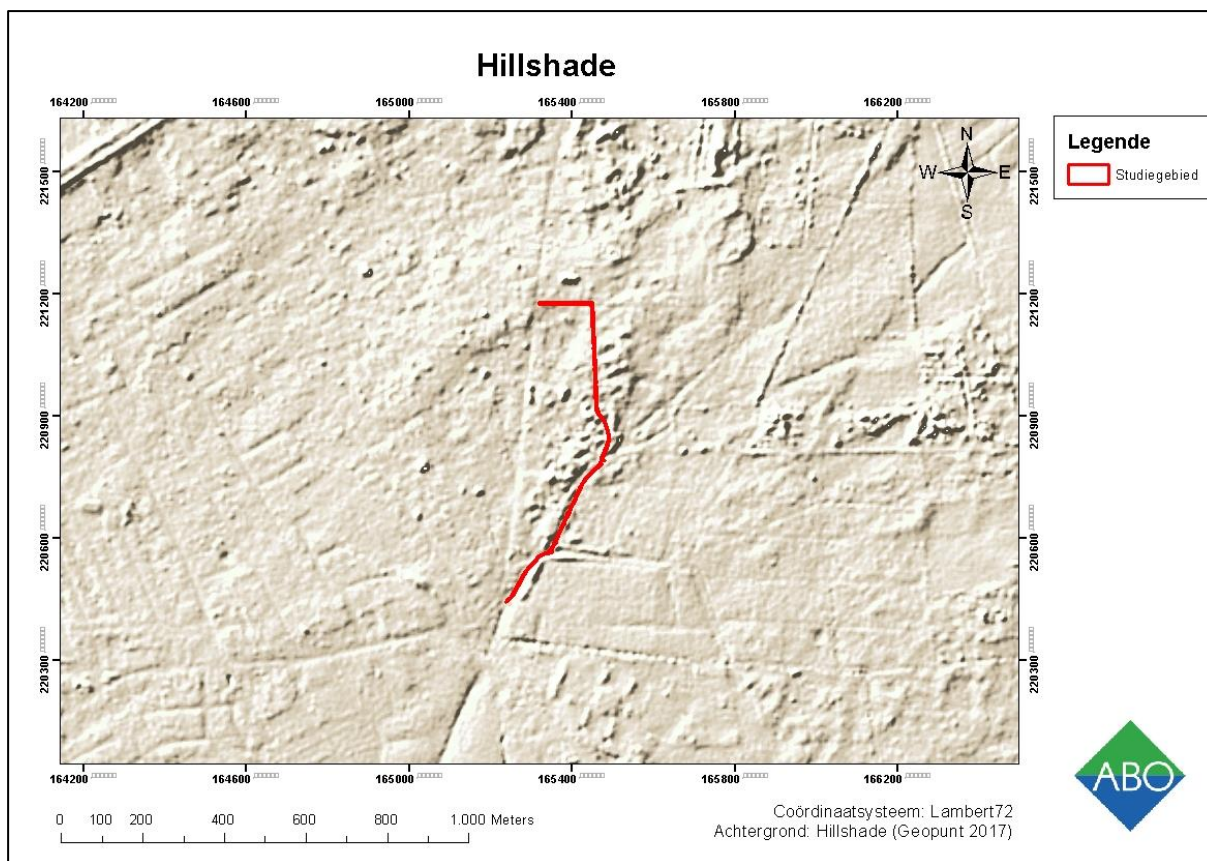 Hillshade
164200 164600 165000 165400 165800 166200
221500 221500
221200 221200
220900 220900
220600 220600
220300 220300
164200 164600 165000 165400 165800 166200
N
W E
S
Legende
Studiegebied
0 100 200 400 600 800 1.000 Meters
Coördinaatsysteem: Lambert72
Achtergrond: Hillshade (Geopunt 2017)
ABO